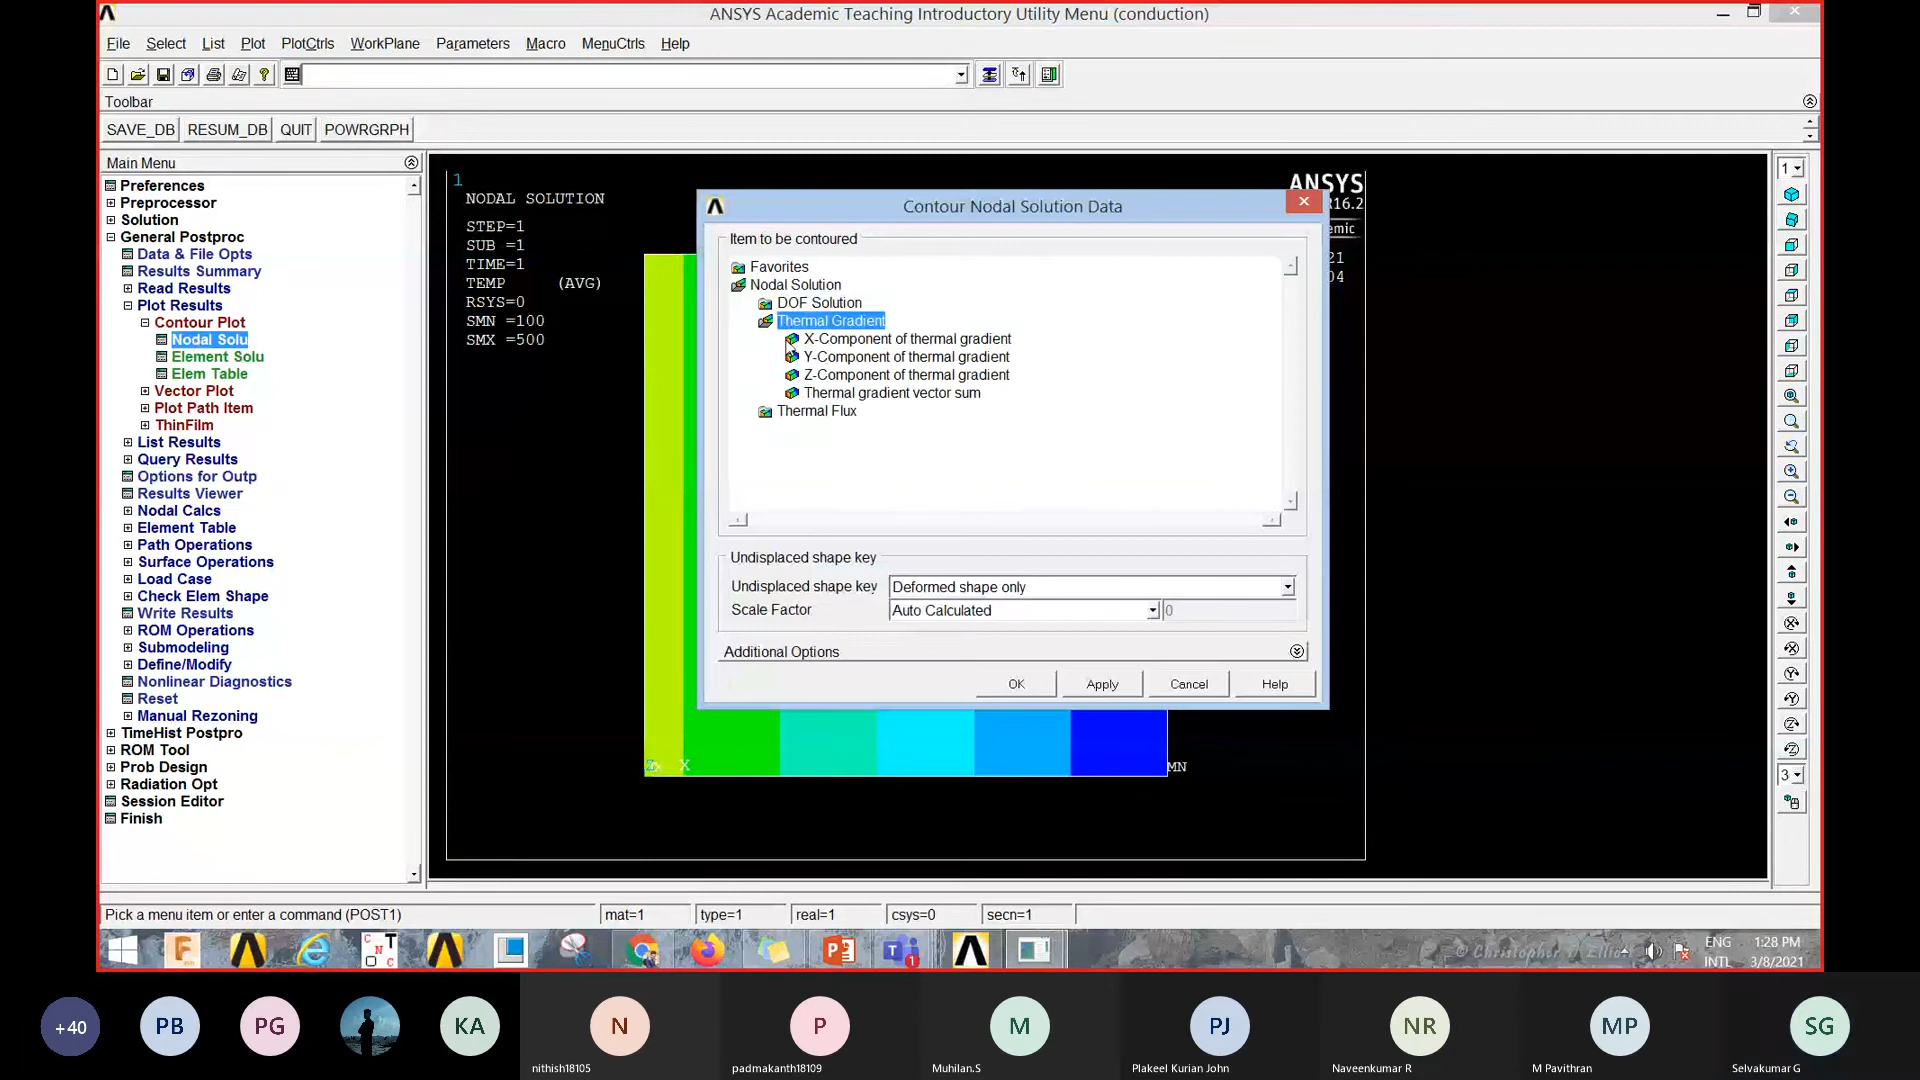 ANSYS Academic Teaching Introductory Utility Menu (conduction)
File Select List Plot PlotCtrls WorkPlane Parameters Macro MenuCtrls Help
Toolbar
SAVE_DB RESUM_DB QUIT POWRGRPH
Main Menu
Preferences
Preprocessor
Solution
General Postproc
Data & File Opts
Results Summary
Read Results
Plot Results
Contour Plot
Nodal Solu
Element Solu
Elem Table
Vector Plot
Plot Path Item
ThinFilm
List Results
Query Results
Options for Outp
Results Viewer
Nodal Calcs
Element Table
Path Operations
Surface Operations
Load Case
Check Elem Shape
Write Results
ROM Operations
Submodeling
Define/Modify
Nonlinear Diagnostics
Reset
Manual Rezoning
TimeHist Postpro
ROM Tool
Prob Design
Radiation Opt
Session Editor
Finish
1
NODAL SOLUTION
STEP=1
SUB =1
TIME=1
TEMP (AVG)
RSYS=0
SMN =100
SMX =500
ANSYS
R16.2
emic
21
04
Contour Nodal Solution Data
Item to be contoured
Favorites
Nodal Solution
DOF Solution
Thermal Gradient
X-Component of thermal gradient
Y-Component of thermal gradient
Z-Component of thermal gradient
Thermal gradient vector sum
Thermal Flux
Undisplaced shape key
Undisplaced shape key Deformed shape only
Scale Factor Auto Calculated 0
Additional Options
OK Apply Cancel Help
Z X MN
1
3
Pick a menu item or enter a command (POST1) mat=1 type=1 real=1 csys=0 secn=1
ENG 1:28 PM
INTL 3/8/2021
+40 PB PG KA N P M PJ NR MP SG
nithish18105 padmakanth18109 Muhilan.S Plakeel Kurian John Naveenkumar R M Pavithran Selvakumar G